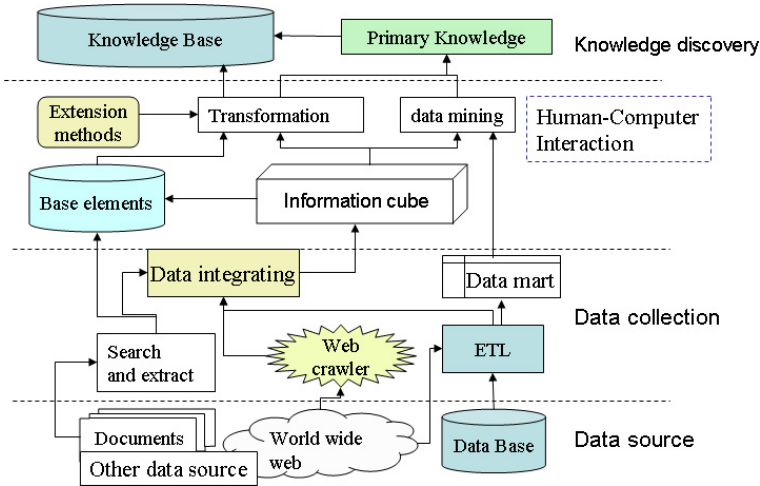 Knowledge Base
Primary Knowledge
Knowledge discovery
Extension
methods
Transformation
data mining
Human-Computer
Interaction
Base elements
Information cube
Data integrating
Data mart
Data collection
Search
and extract
Web
crawler
ETL
Documents
Other data source
World wide
web
Data Base
Data source